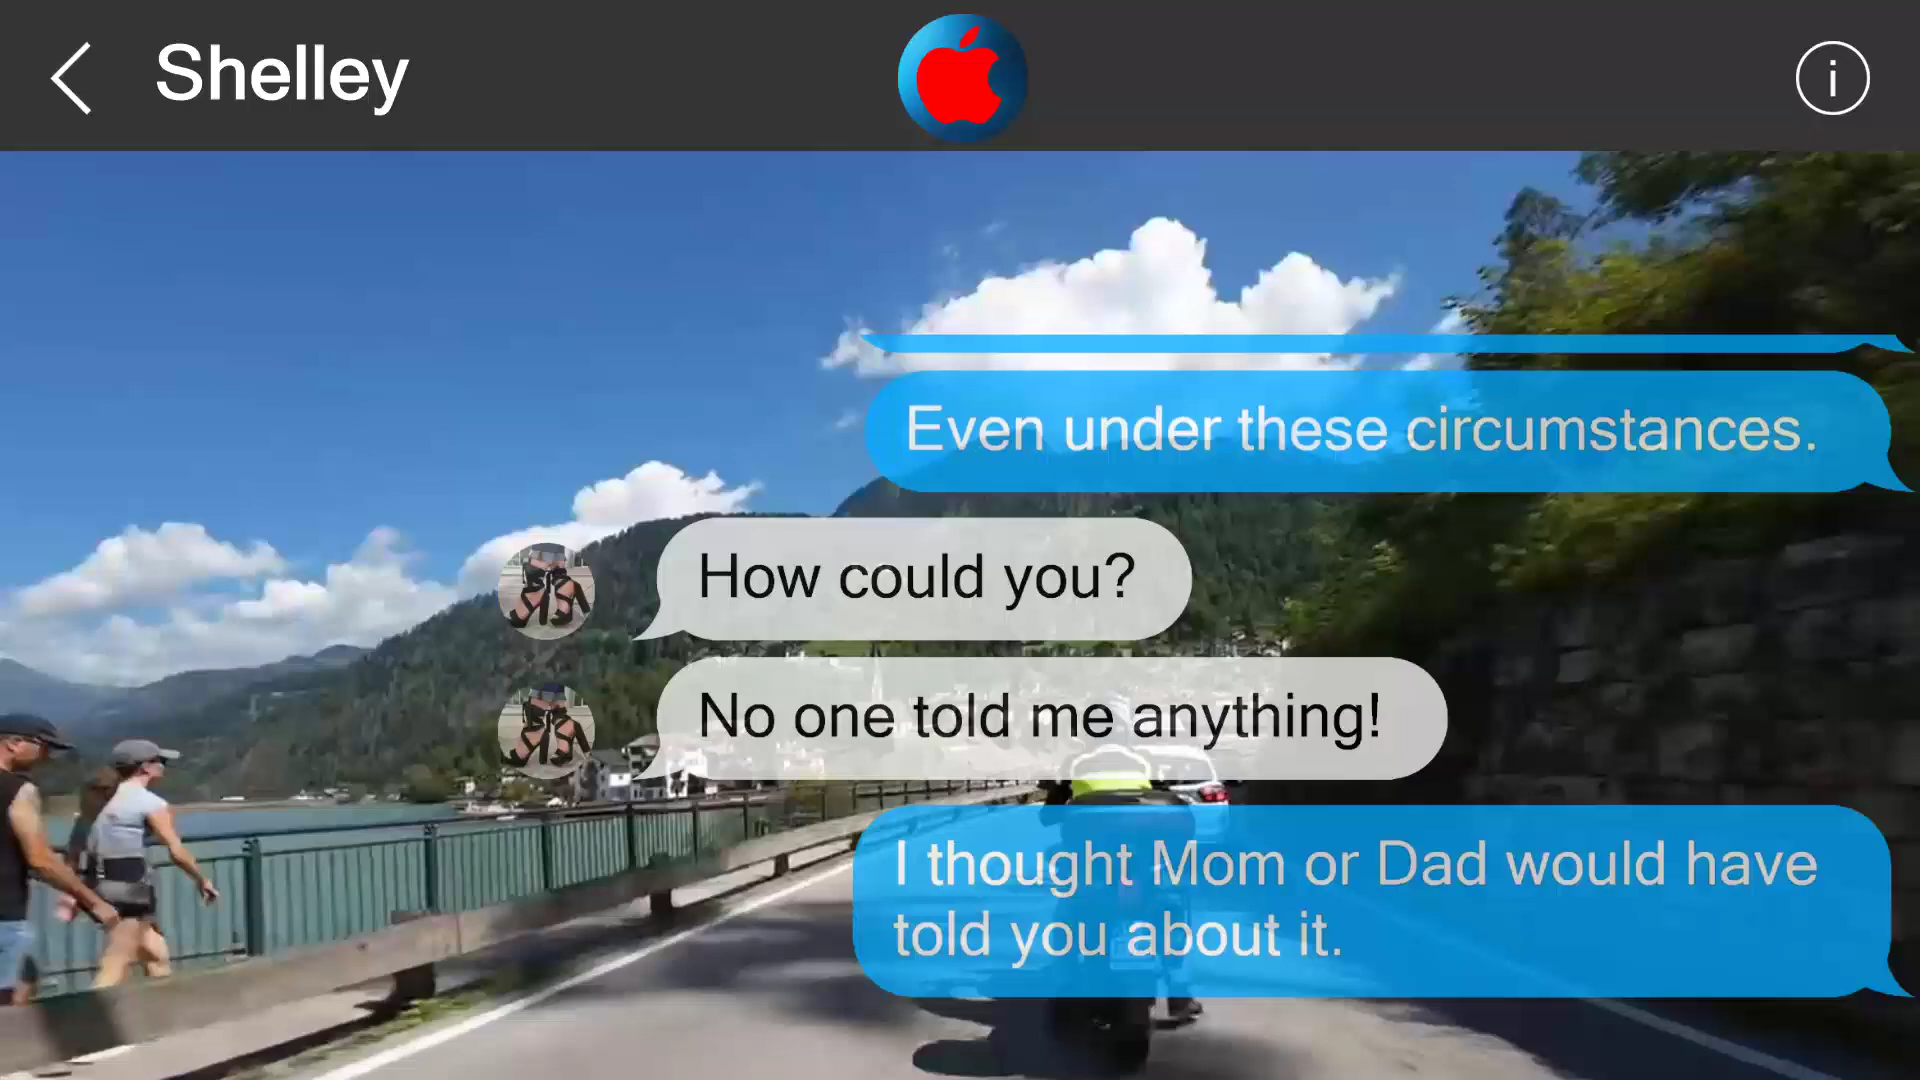 Shelley
Even under these circumstances.
How could you?
No one told me anything!
I thought Mom or Dad would have
told you about it.